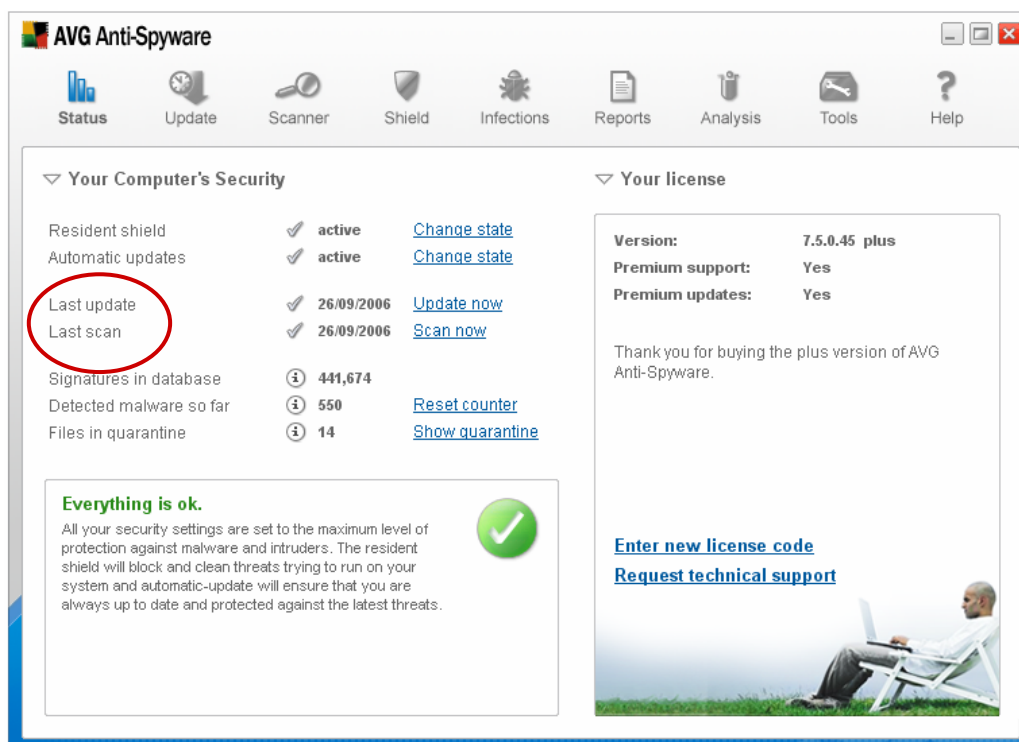 AVG Anti-Spyware
Status Update Scanner Shield Infections Reports Analysis Tools Help
Your Computer's Security
Resident shield active Change state
Automatic updates active Change state
Last update 26/09/2006 Update now
Last scan 26/09/2006 Scan now
Signatures in database 441,674
Detected malware so far 550 Reset counter
Files in quarantine 14 Show quarantine
Everything is ok.
All your security settings are set to the maximum level of
protection against malware and intruders. The resident
shield will block and clean threats trying to run on your
system and automatic-update will ensure that you are
always up to date and protected against the latest threats.
Your license
Version: 7.5.0.45 plus
Premium support: Yes
Premium updates: Yes
Thank you for buying the plus version of AVG
Anti-Spyware.
Enter new license code
Request technical support